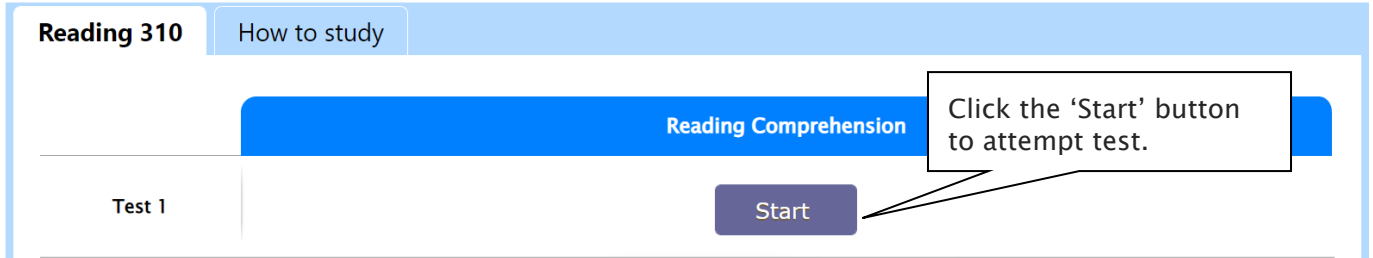 Reading 310 How to study
Reading Comprehension
Click the ‘Start’ button
to attempt test.
Test 1 Start